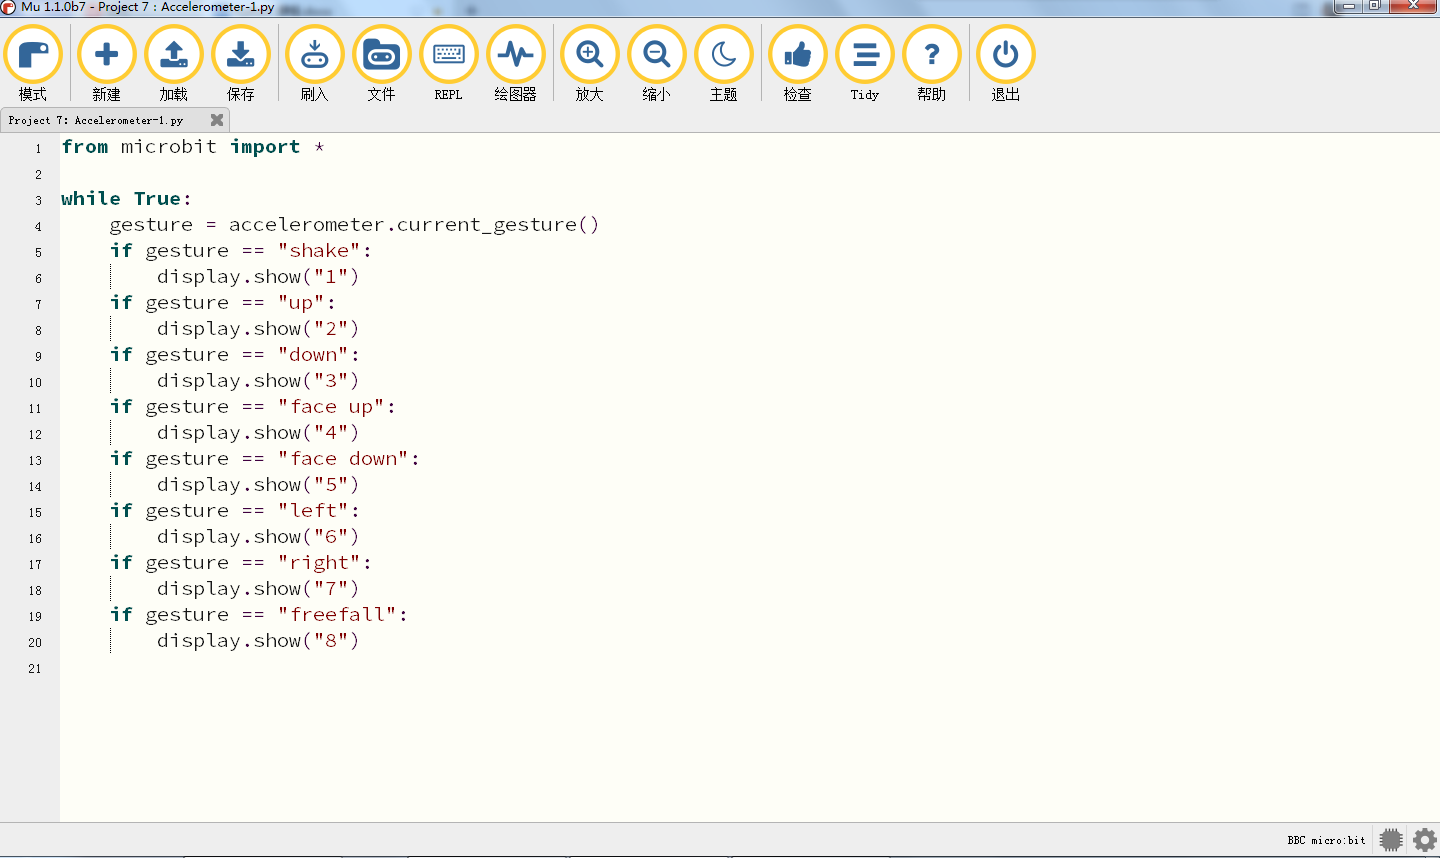 Mu 1.1.0b7 - Project 7 : Accelerometer-1.py
模式 新建 加载 保存 刷入 文件 REPL 绘图器 放大 缩小 主题 检查 Tidy 帮助 退出
Project 7: Accelerometer-1.py
1 from microbit import *
2
3 while True:
4 gesture = accelerometer.current_gesture()
5 if gesture == "shake":
6 display.show("1")
7 if gesture == "up":
8 display.show("2")
9 if gesture == "down":
10 display.show("3")
11 if gesture == "face up":
12 display.show("4")
13 if gesture == "face down":
14 display.show("5")
15 if gesture == "left":
16 display.show("6")
17 if gesture == "right":
18 display.show("7")
19 if gesture == "freefall":
20 display.show("8")
21
BBC micro:bit